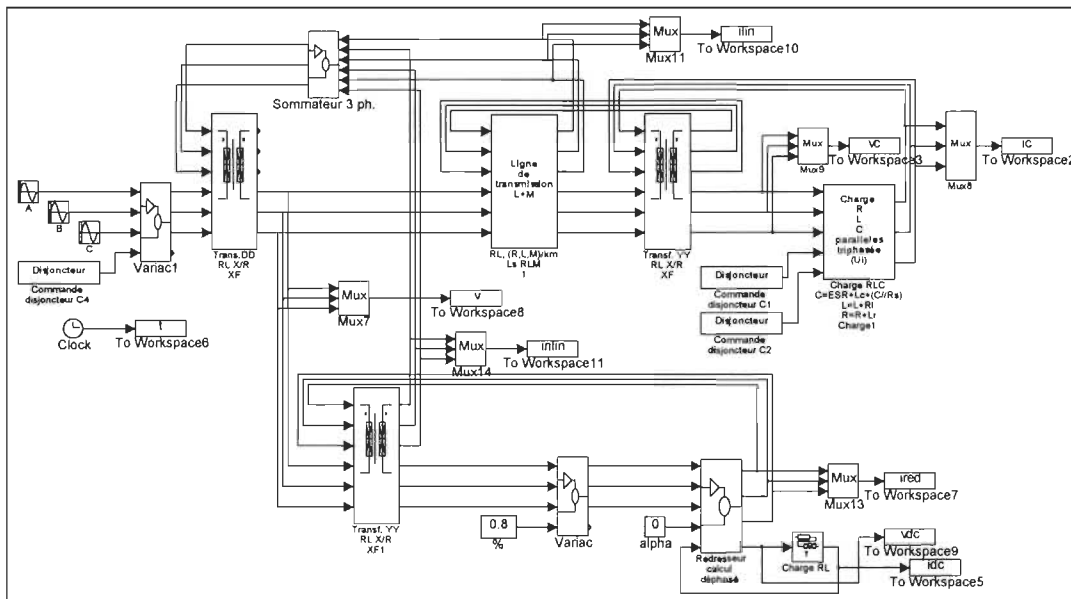 Mux
ilin
To Workspace10
Mux11
Sommateur 3 ph.
Ligne
de
transmission
L+M
Mux
Mux9
vc
To Workspace3
Mux
Mux8
ic
To Workspace2
A
B
C
Variac1
Trans.DD
RL X/R
XF
RL, (R,L,M)/km
Ls RLM
1
Transf. YY
RL X/R
XF
Charge
R
L
C
parallèles
triphasée
(Ui)
Charge RLC
C=ESR+Lc+(C//Rs)
L=L+Rl
R=R+Lr
Charge1
Disjoncteur
Commande
disjoncteur C4
Disjoncteur
Commande
disjoncteur C1
Disjoncteur
Commande
disjoncteur C2
Clock
t
To Workspace6
Mux
Mux7
v
To Workspace8
Mux
Mux14
To Workspace11
Transf. YY
RL X/R
XF1
0.8
%
Variac
0
alpha
Redresseur
calcul
déphasé
Mux
Mux13
ired
To Workspace7
Charge RL
vdc
To Workspace9
idc
To Workspace5